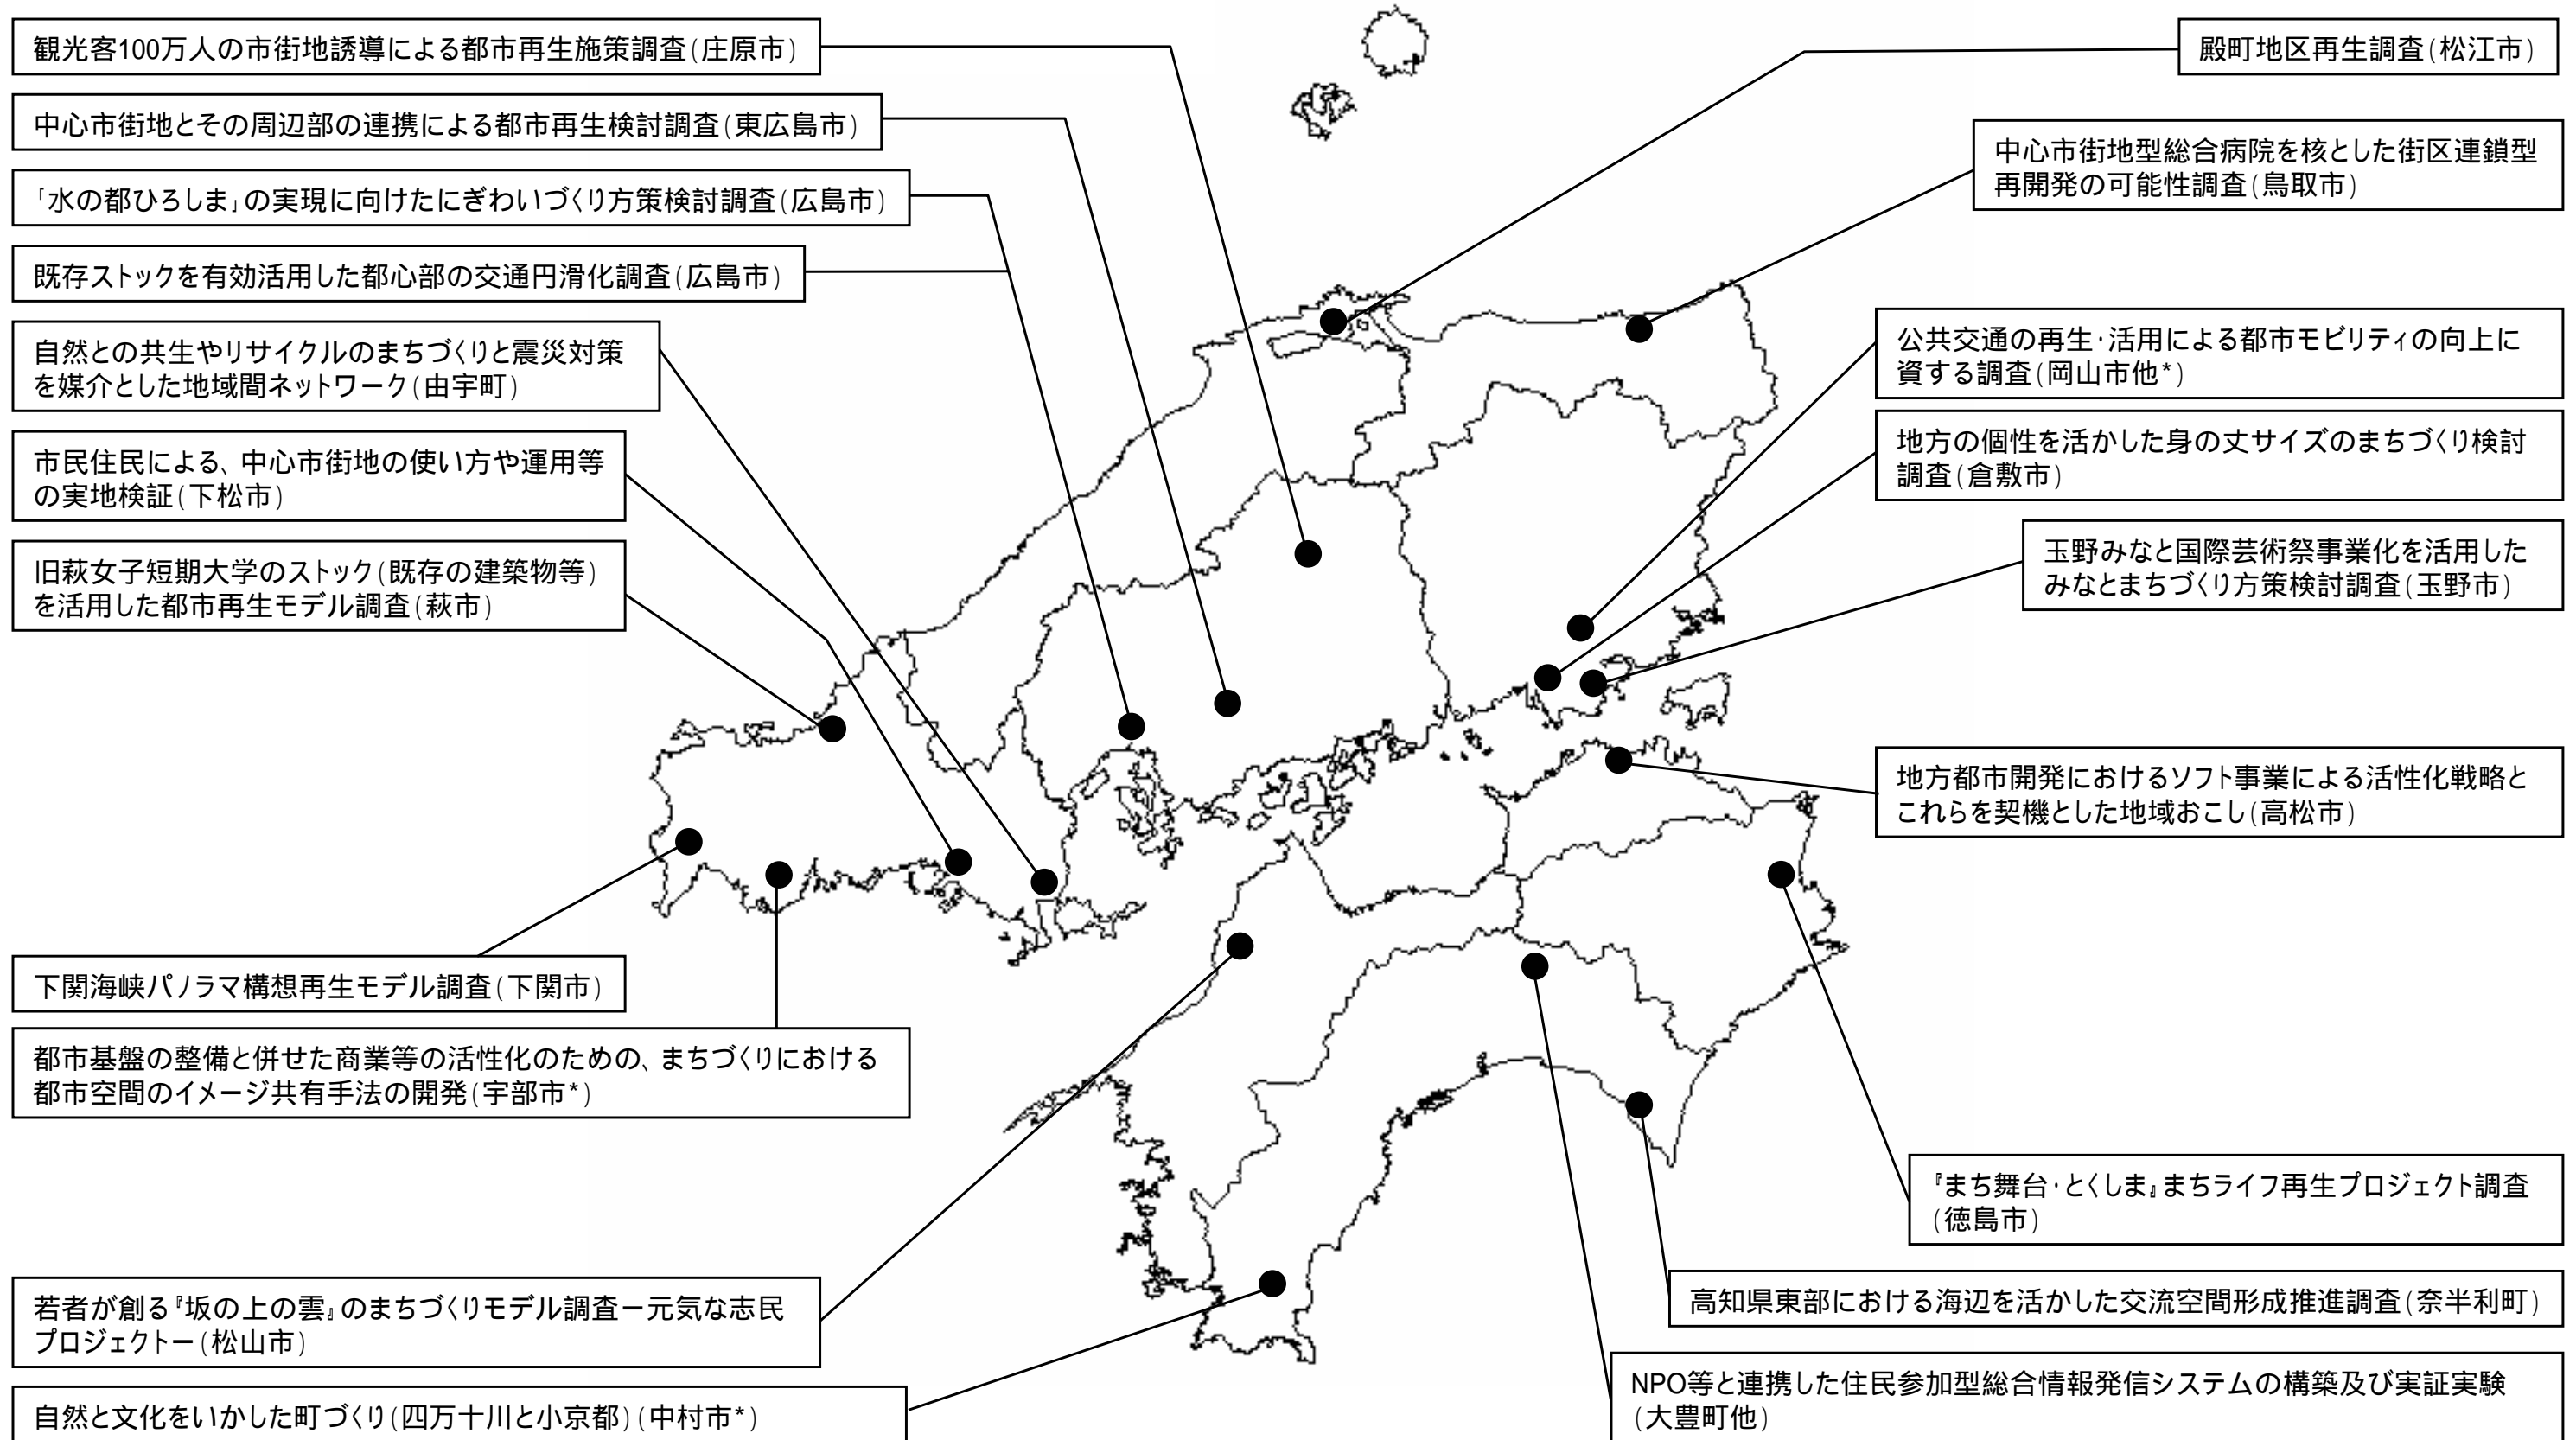 観光客100万人の市街地誘導による都市再生施策調査(庄原市)
中心市街地とその周辺部の連携による都市再生検討調査(東広島市)
「水の都ひろしま」の実現に向けたにぎわいづくり方策検討調査(広島市)
既存ストックを有効活用した都心部の交通円滑化調査(広島市)
自然との共生やリサイクルのまちづくりと震災対策
を媒介とした地域間ネットワーク(由宇町)
市民住民による、中心市街地の使い方や運用等
の実地検証(下松市)
旧萩女子短期大学のストック(既存の建築物等)
を活用した都市再生モデル調査(萩市)
下関海峡パノラマ構想再生モデル調査(下関市)
都市基盤の整備と併せた商業等の活性化のための、まちづくりにおける
都市空間のイメージ共有手法の開発(宇部市*)
若者が創る『坂の上の雲』のまちづくりモデル調査ー元気な志民
プロジェクトー(松山市)
自然と文化をいかした町づくり(四万十川と小京都)(中村市*)
殿町地区再生調査(松江市)
中心市街地型総合病院を核とした街区連鎖型
再開発の可能性調査(鳥取市)
公共交通の再生・活用による都市モビリティの向上に
資する調査(岡山市他*)
地方の個性を活かした身の丈サイズのまちづくり検討
調査(倉敷市)
玉野みなと国際芸術祭事業化を活用した
みなとまちづくり方策検討調査(玉野市)
地方都市開発におけるソフト事業による活性化戦略と
これらを契機とした地域おこし(高松市)
『まち舞台・とくしま』まちライフ再生プロジェクト調査
(徳島市)
高知県東部における海辺を活かした交流空間形成推進調査(奈半利町)
NPO等と連携した住民参加型総合情報発信システムの構築及び実証実験
(大豊町他)